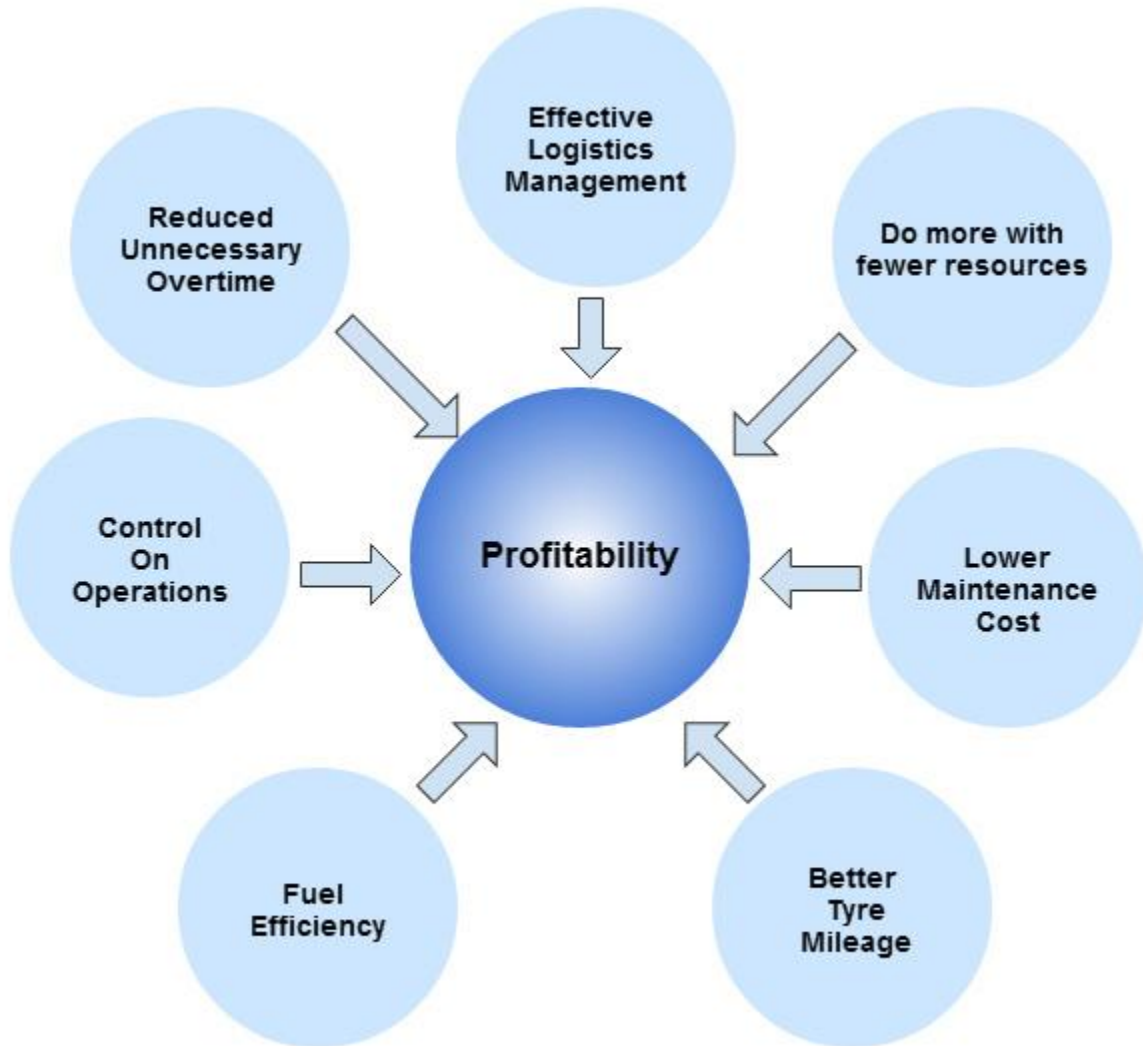 Effective
Logistics
Management
Reduced
Unnecessary
Overtime
Do more with
fewer resources
Control
On
Operations
Profitability
Lower
Maintenance
Cost
Fuel
Efficiency
Better
Tyre
Mileage